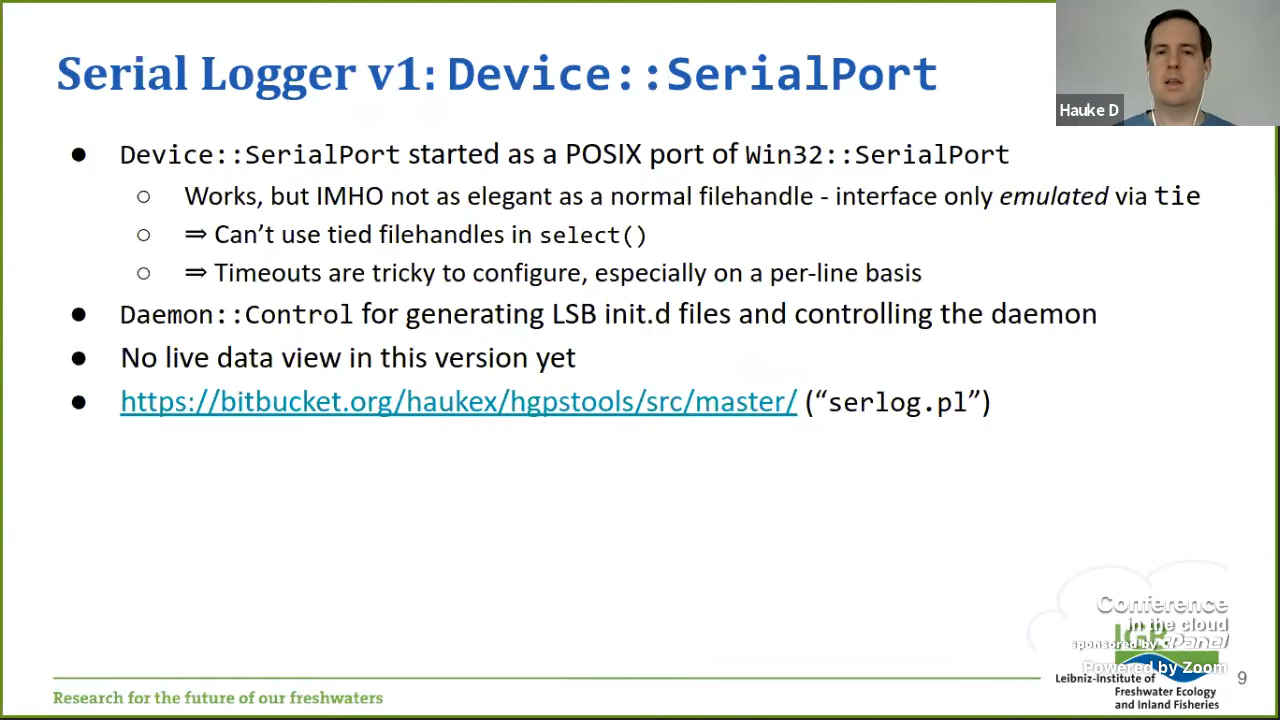 Serial Logger v1: Device::SerialPort
Hauke D
● Device::SerialPort started as a POSIX port of Win32::SerialPort
○ Works, but IMHO not as elegant as a normal filehandle - interface only emulated via tie
○ ⇒ Can’t use tied filehandles in select()
○ ⇒ Timeouts are tricky to configure, especially on a per-line basis
● Daemon::Control for generating LSB init.d files and controlling the daemon
● No live data view in this version yet
● https://bitbucket.org/haukex/hgpstools/src/master/ (“serlog.pl”)
Conference
in the cloud
IGB
sponsored by cPanel
Powered by Zoom
Leibniz-Institute of
Freshwater Ecology
and Inland Fisheries
9
Research for the future of our freshwaters